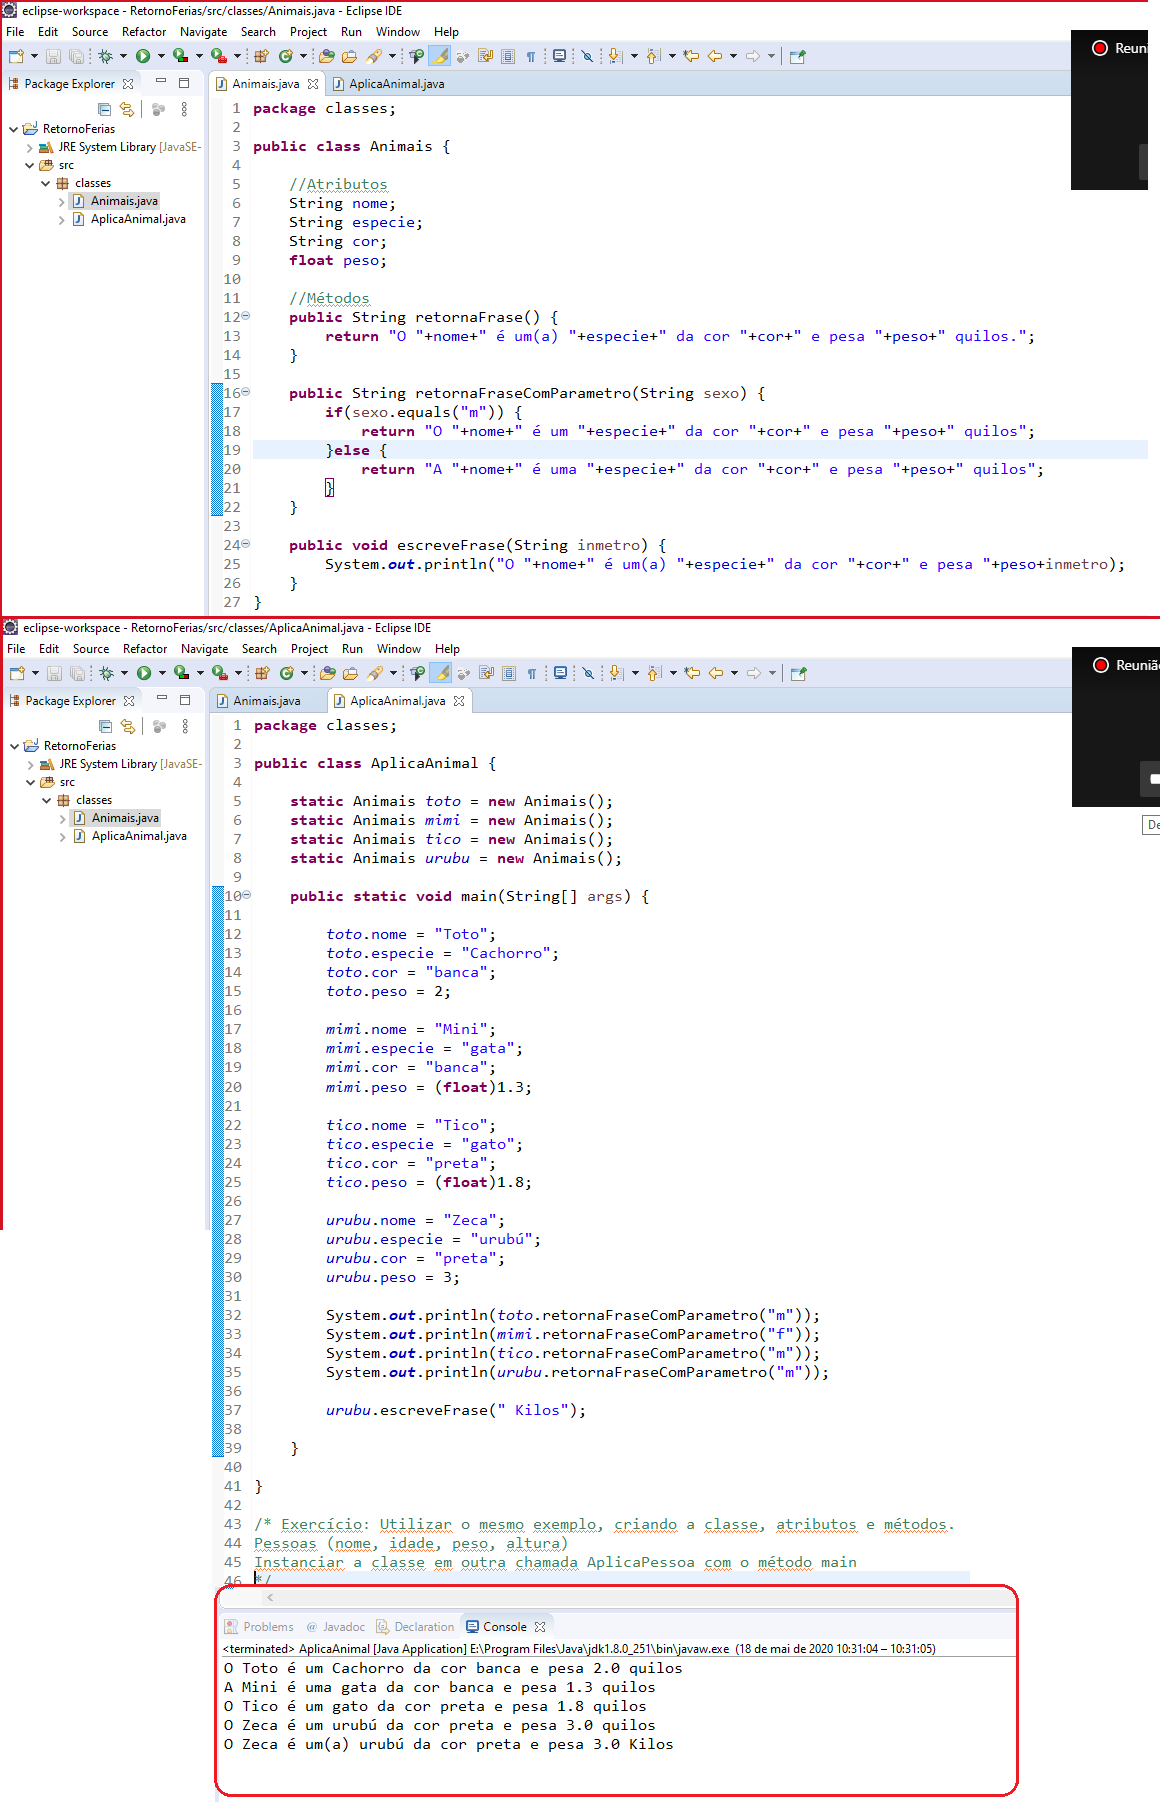 eclipse-workspace - RetornoFerias/src/classes/Animais.java - Eclipse IDE
File Edit Source Refactor Navigate Search Project Run Window Help
Reuni
Package Explorer
Animais.java
AplicaAnimal.java
RetornoFerias
JRE System Library [JavaSE-
src
classes
Animais.java
AplicaAnimal.java
1 package classes;
2
3 public class Animais {
4
5 //Atributos
6 String nome;
7 String especie;
8 String cor;
9 float peso;
10
11 //Métodos
12 public String retornaFrase() {
13 return "O "+nome+" é um(a) "+especie+" da cor "+cor+" e pesa "+peso+" quilos.";
14 }
15
16 public String retornaFraseComParametro(String sexo) {
17 if(sexo.equals("m")) {
18 return "O "+nome+" é um "+especie+" da cor "+cor+" e pesa "+peso+" quilos";
19 }else {
20 return "A "+nome+" é uma "+especie+" da cor "+cor+" e pesa "+peso+" quilos";
21 }
22 }
23
24 public void escreveFrase(String inmetro) {
25 System.out.println("O "+nome+" é um(a) "+especie+" da cor "+cor+" e pesa "+peso+inmetro);
26 }
27 }
eclipse-workspace - RetornoFerias/src/classes/AplicaAnimal.java - Eclipse IDE
File Edit Source Refactor Navigate Search Project Run Window Help
Reunião
Package Explorer
Animais.java
AplicaAnimal.java
RetornoFerias
JRE System Library [JavaSE-
src
classes
Animais.java
AplicaAnimal.java
De
1 package classes;
2
3 public class AplicaAnimal {
4
5 static Animais toto = new Animais();
6 static Animais mimi = new Animais();
7 static Animais tico = new Animais();
8 static Animais urubu = new Animais();
9
10 public static void main(String[] args) {
11
12 toto.nome = "Toto";
13 toto.especie = "Cachorro";
14 toto.cor = "banca";
15 toto.peso = 2;
16
17 mimi.nome = "Mini";
18 mimi.especie = "gata";
19 mimi.cor = "banca";
20 mimi.peso = (float)1.3;
21
22 tico.nome = "Tico";
23 tico.especie = "gato";
24 tico.cor = "preta";
25 tico.peso = (float)1.8;
26
27 urubu.nome = "Zeca";
28 urubu.especie = "urubú";
29 urubu.cor = "preta";
30 urubu.peso = 3;
31
32 System.out.println(toto.retornaFraseComParametro("m"));
33 System.out.println(mimi.retornaFraseComParametro("f"));
34 System.out.println(tico.retornaFraseComParametro("m"));
35 System.out.println(urubu.retornaFraseComParametro("m"));
36
37 urubu.escreveFrase(" Kilos");
38
39 }
40
41 }
42
43 /* Exercício: Utilizar o mesmo exemplo, criando a classe, atributos e métodos.
44 Pessoas (nome, idade, peso, altura)
45 Instanciar a classe em outra chamada AplicaPessoa com o método main
46 */
Problems Javadoc Declaration Console
<terminated> AplicaAnimal [Java Application] E:\Program Files\Java\jdk1.8.0_251\bin\javaw.exe (18 de mai de 2020 10:31:04 – 10:31:05)
O Toto é um Cachorro da cor banca e pesa 2.0 quilos
A Mini é uma gata da cor banca e pesa 1.3 quilos
O Tico é um gato da cor preta e pesa 1.8 quilos
O Zeca é um urubú da cor preta e pesa 3.0 quilos
O Zeca é um(a) urubú da cor preta e pesa 3.0 Kilos